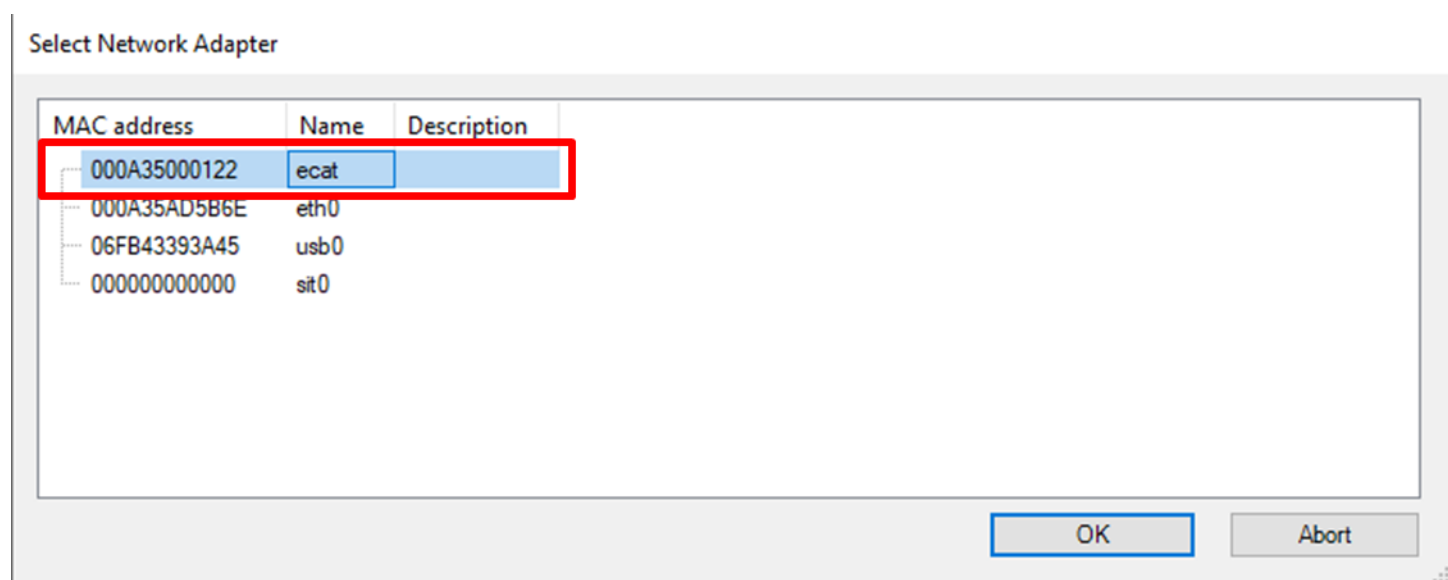 Select Network Adapter
MAC address Name Description
000A35000122 ecat
000A35AD5B6E eth0
06FB43393A45 usb0
000000000000 sit0
OK Abort